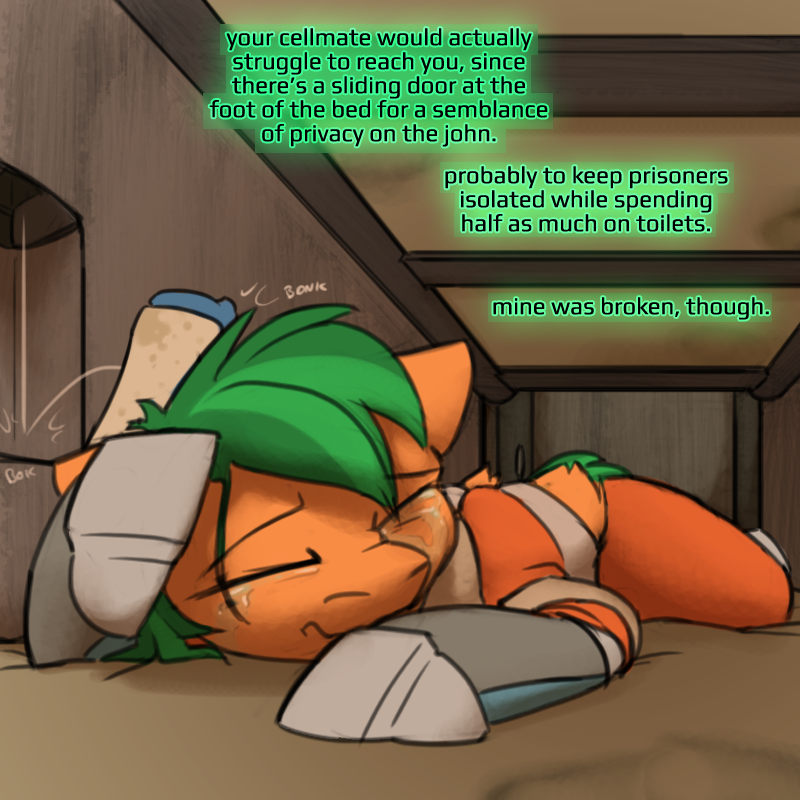 your cellmate would actually
struggle to reach you, since
there's a sliding door at the
foot of the bed for a semblance
of privacy on the john.
probably to keep prisoners
isolated while spending
half as much on toilets.
BONK
mine was broken, though.
BOK